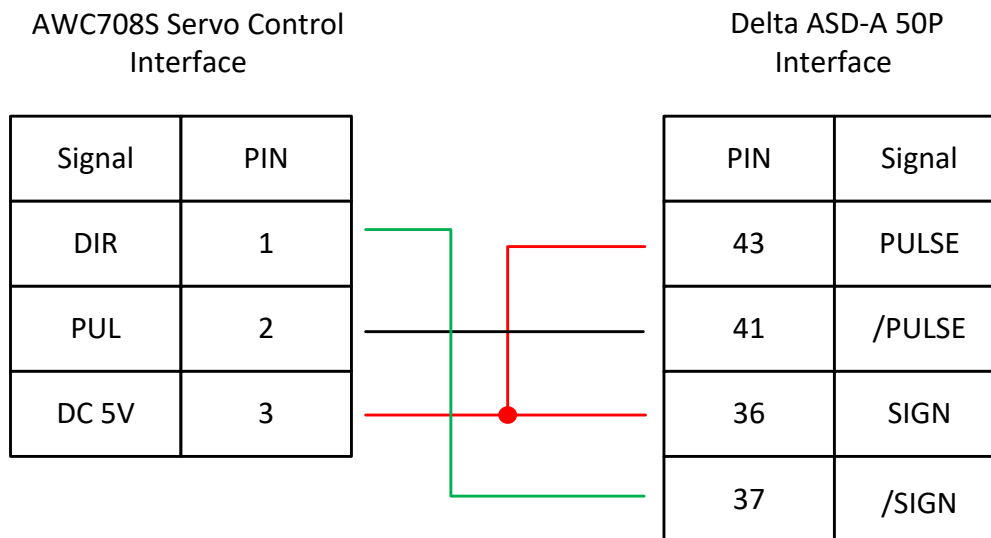 AWC708S Servo Control
Interface
Delta ASD-A 50P
Interface
Signal PIN
DIR 1
PUL 2
DC 5V 3
PIN Signal
43 PULSE
41 /PULSE
36 SIGN
37 /SIGN